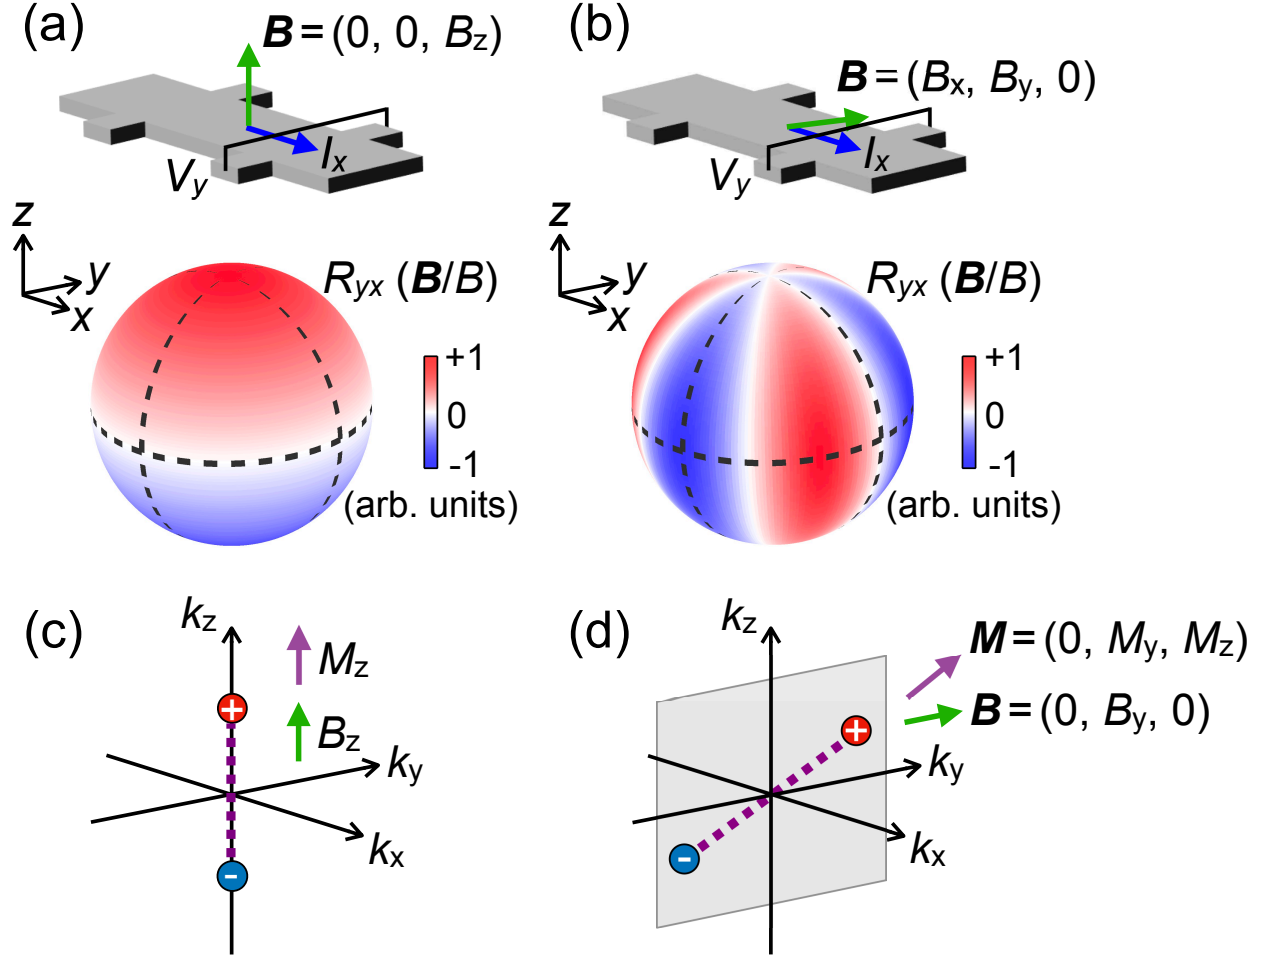 (a)
B = (0, 0, Bz)
Ix
Vy
z
y
x
Ryx (B/B)
+1
0
-1
(arb. units)
(b)
B = (Bx, By, 0)
Ix
Vy
z
y
x
Ryx (B/B)
+1
0
-1
(arb. units)
(c)
kz
Mz
+
Bz
ky
kx
-
(d)
kz
M = (0, My, Mz)
B = (0, By, 0)
+
ky
kx
-